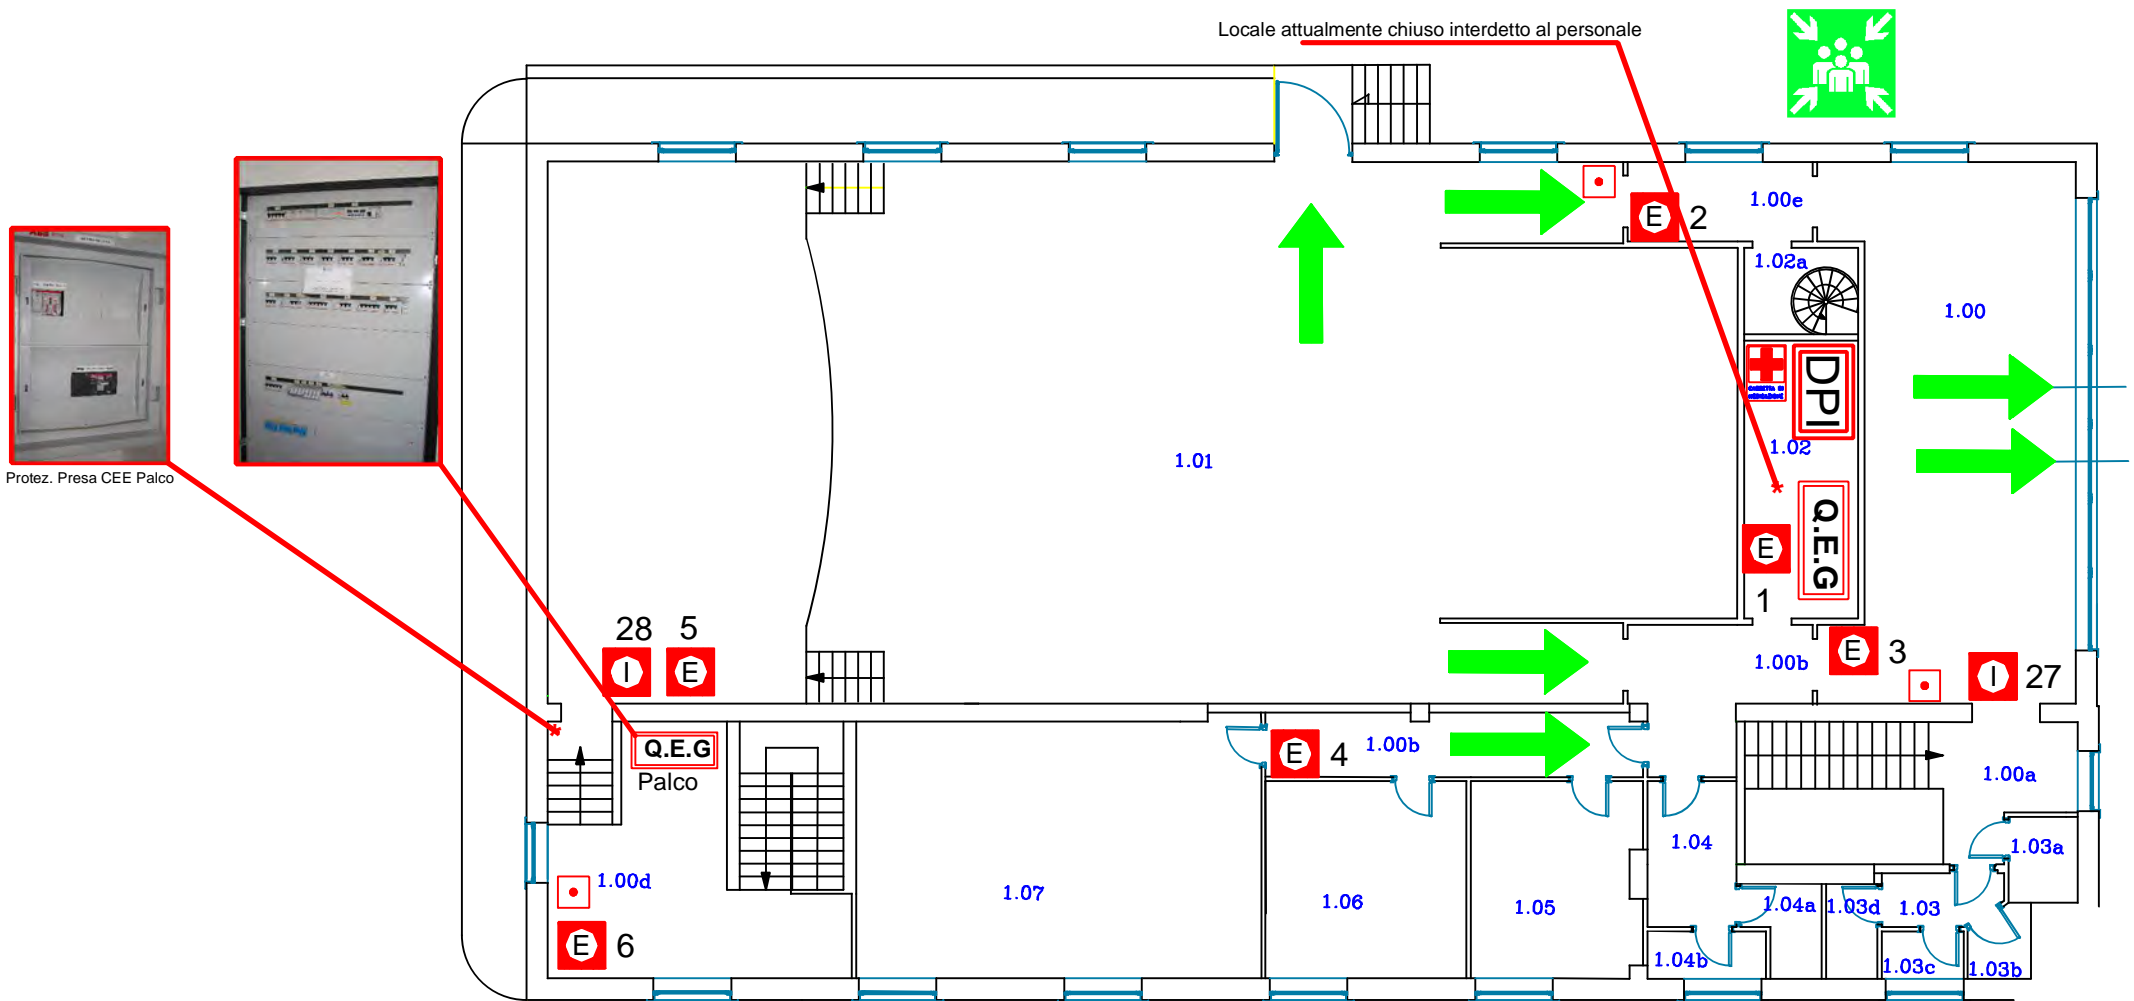 Locale attualmente chiuso interdetto al personale
E 2
1.00e
1.02a
1.00
DPI
CASSETTA DI
MEDICAZIONE
1.02
1.01
Protez. Presa CEE Palco
Q.E.G
E
1
28 5
I E
E 3
1.00b
I 27
Q.E.G
Palco
E 4
1.00b
1.00a
1.04
1.03a
1.00d
1.07
1.06
1.05
1.04a
1.03d
1.03
E 6
1.04b
1.03c
1.03b